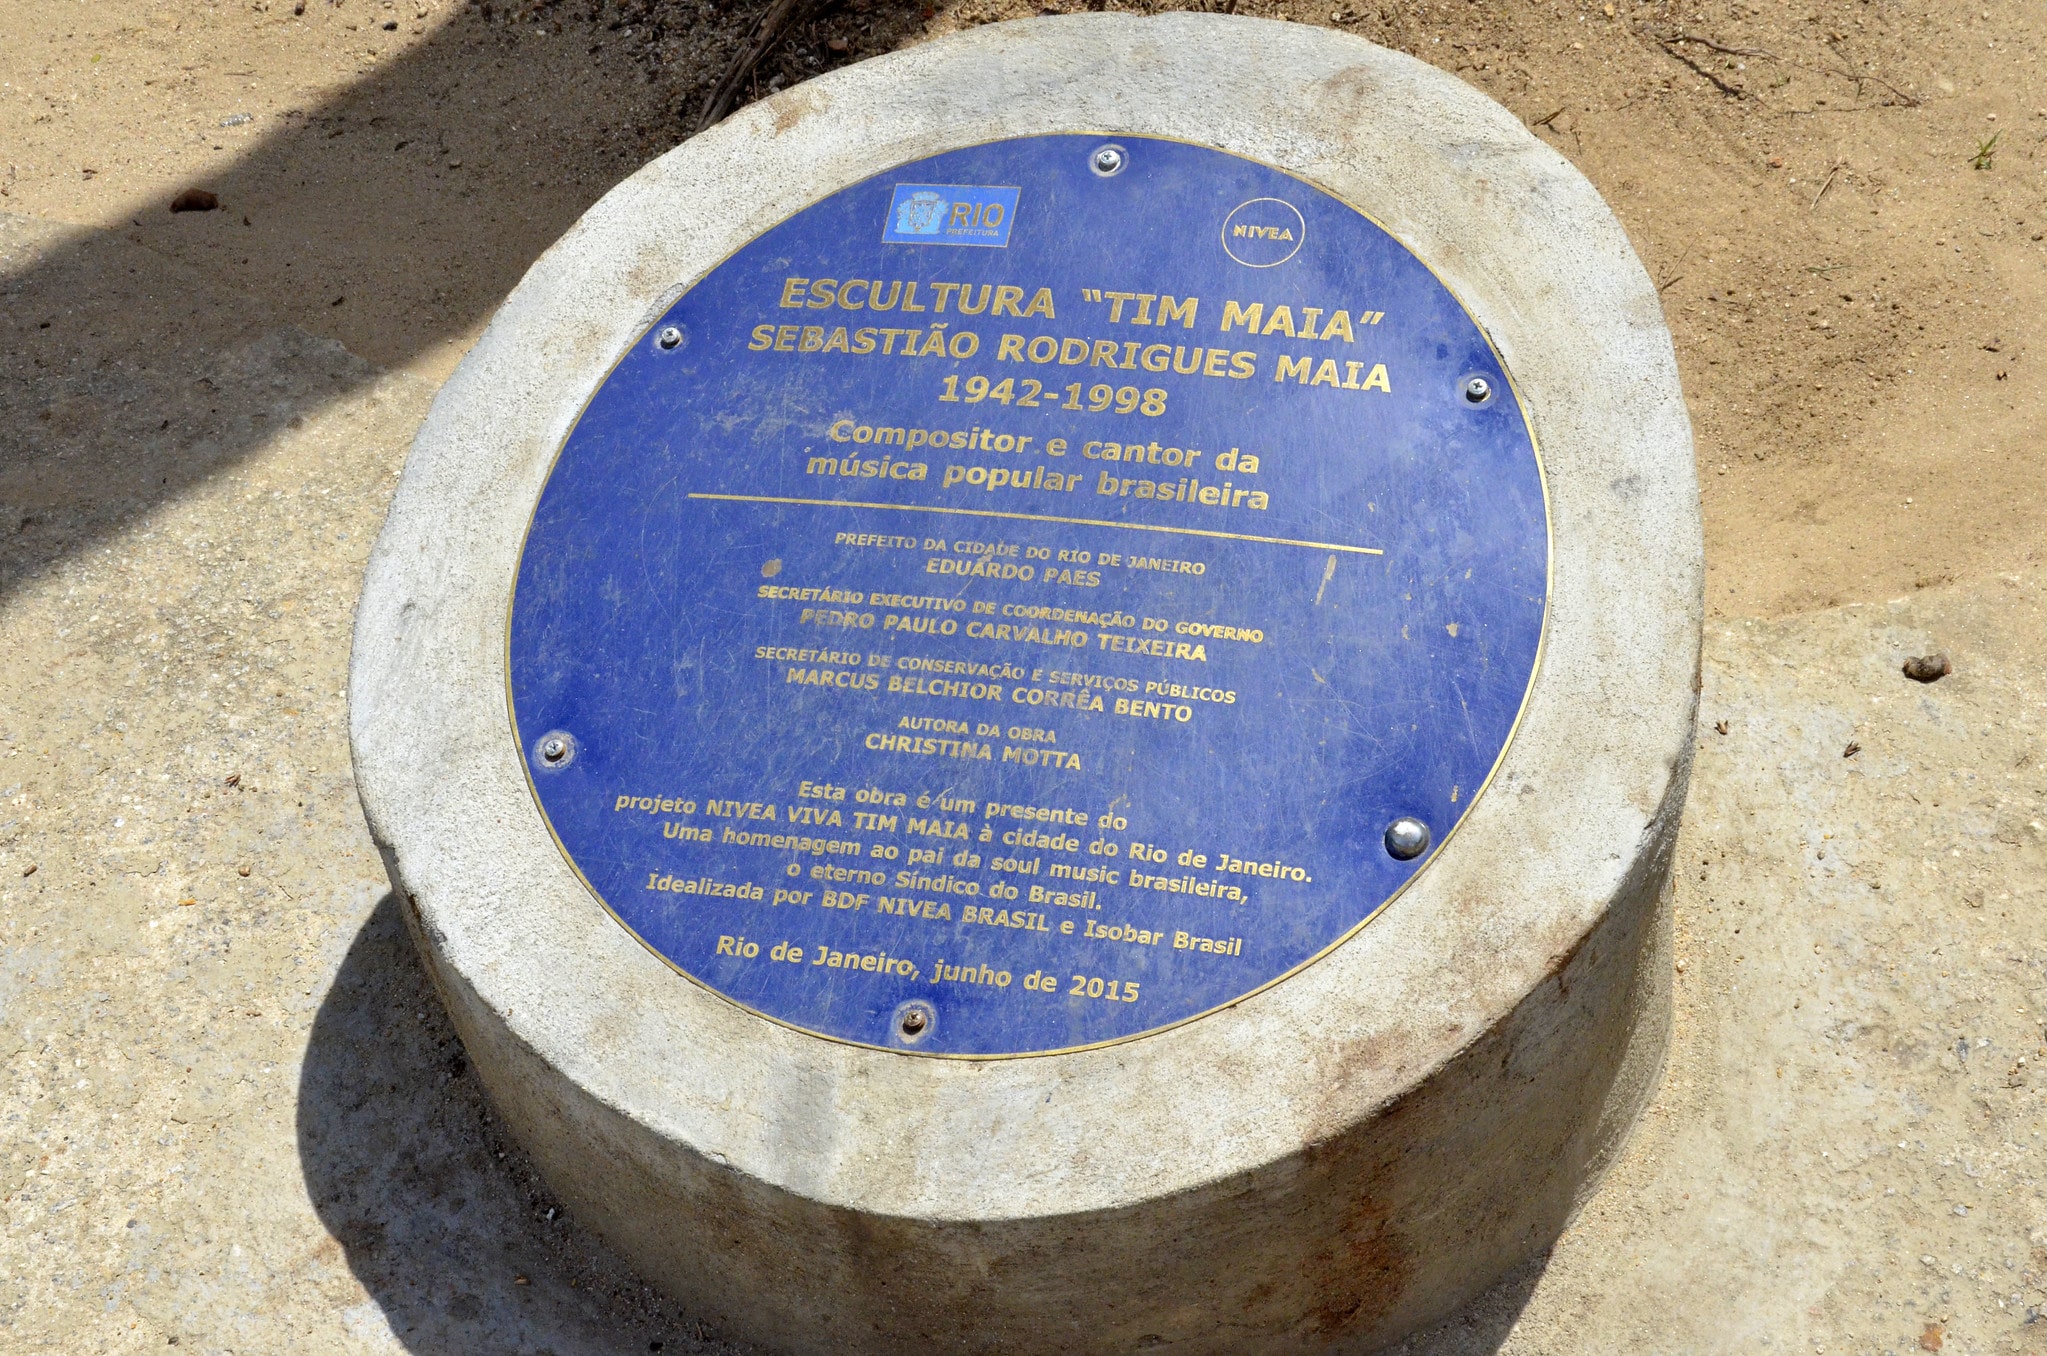 RIO
PREFEITURA
NIVEA
ESCULTURA “TIM MAIA”
SEBASTIÃO RODRIGUES MAIA
1942-1998
Compositor e cantor da
música popular brasileira
PREFEITO DA CIDADE DO RIO DE JANEIRO
EDUARDO PAES
SECRETÁRIO EXECUTIVO DE COORDENAÇÃO DO GOVERNO
PEDRO PAULO CARVALHO TEIXEIRA
SECRETÁRIO DE CONSERVAÇÃO E SERVIÇOS PÚBLICOS
MARCUS BELCHIOR CORRÊA BENTO
AUTORA DA OBRA
CHRISTINA MOTTA
Esta obra é um presente do
projeto NIVEA VIVA TIM MAIA à cidade do Rio de Janeiro.
Uma homenagem ao pai da soul music brasileira,
o eterno Síndico do Brasil.
Idealizada por BDF NIVEA BRASIL e Isobar Brasil
Rio de Janeiro, junho de 2015